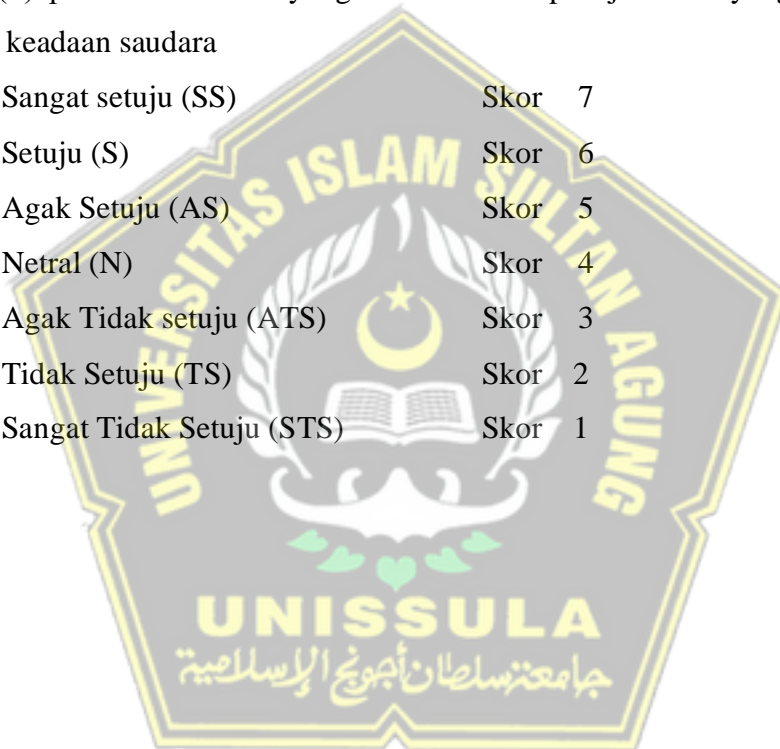 keadaan saudara
Sangat setuju (SS) Skor 7
Setuju (S) Skor 6
Agak Setuju (AS) Skor 5
Netral (N) Skor 4
Agak Tidak setuju (ATS) Skor 3
Tidak Setuju (TS) Skor 2
Sangat Tidak Setuju (STS) Skor 1
UNIVERSITAS ISLAM SULTAN AGUNG
UNISSULA
جامعتسلطان أجونج الإسلامية